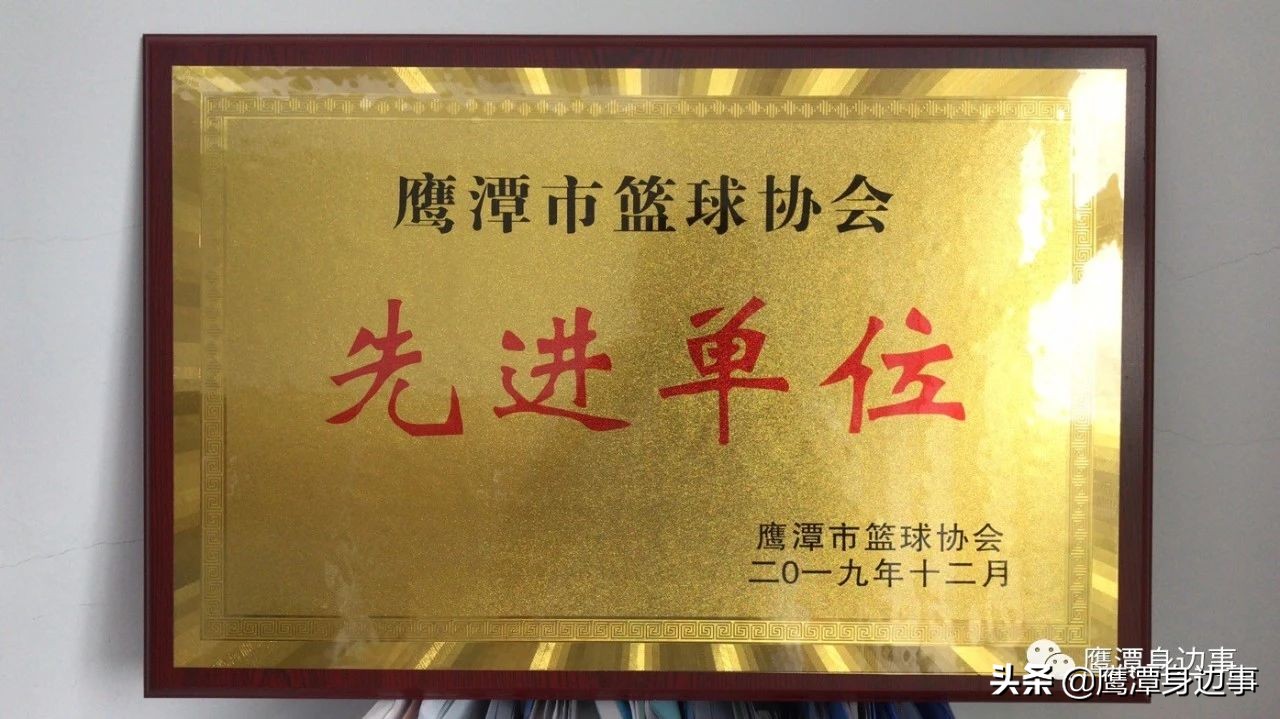 鹰潭市篮球协会
先进单位
鹰潭市篮球协会
二0一九年十二月
鹰潭身边事
头条 @鹰潭身边事